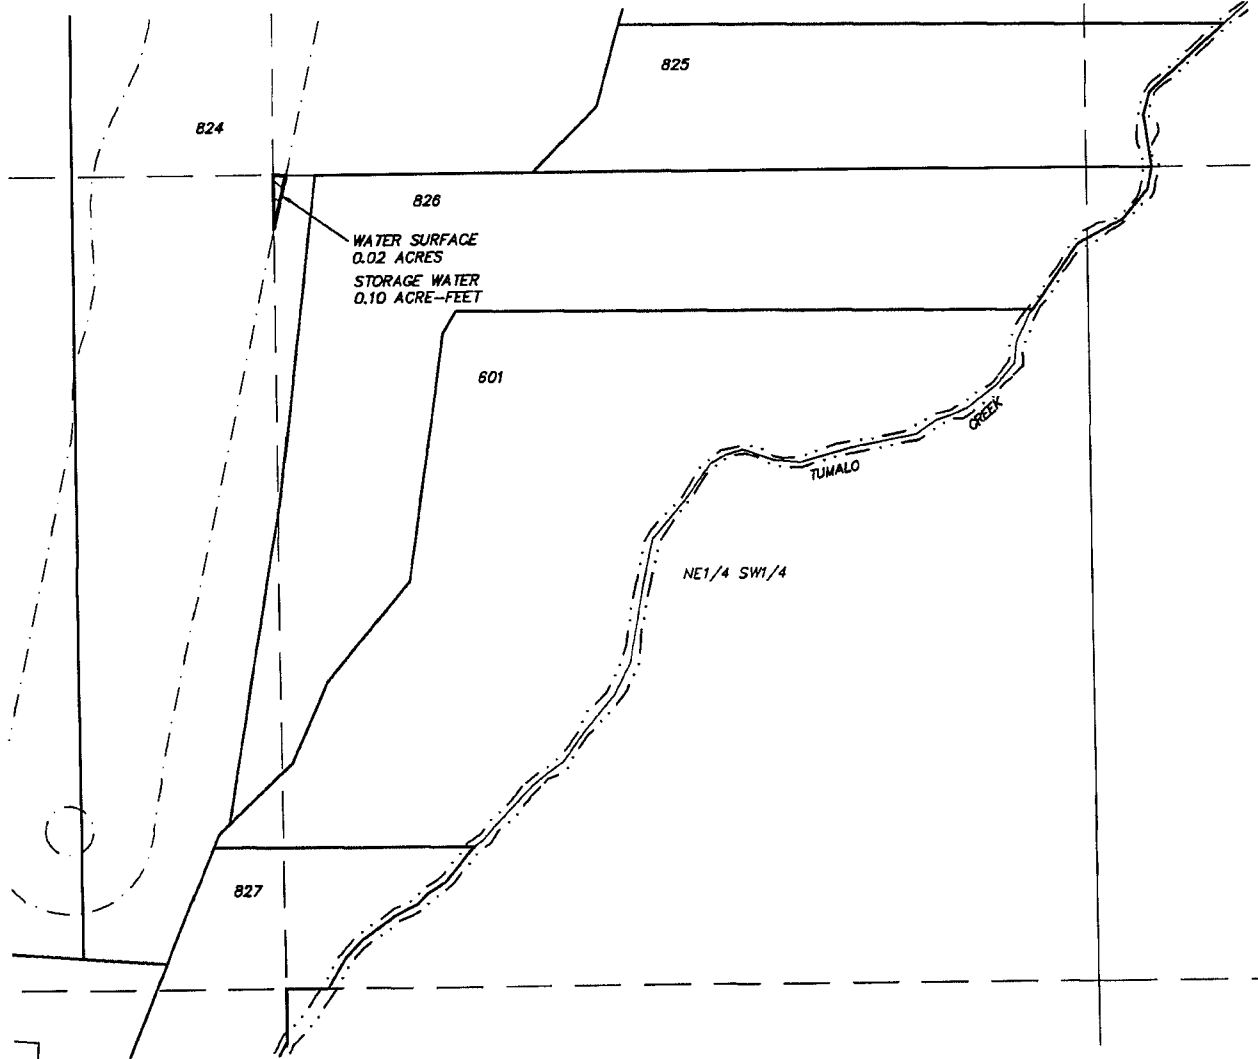 825
824
826
WATER SURFACE
0.02 ACRES
STORAGE WATER
0.10 ACRE-FEET
601
CREEK
TUMALO
NE1/4 SW1/4
827